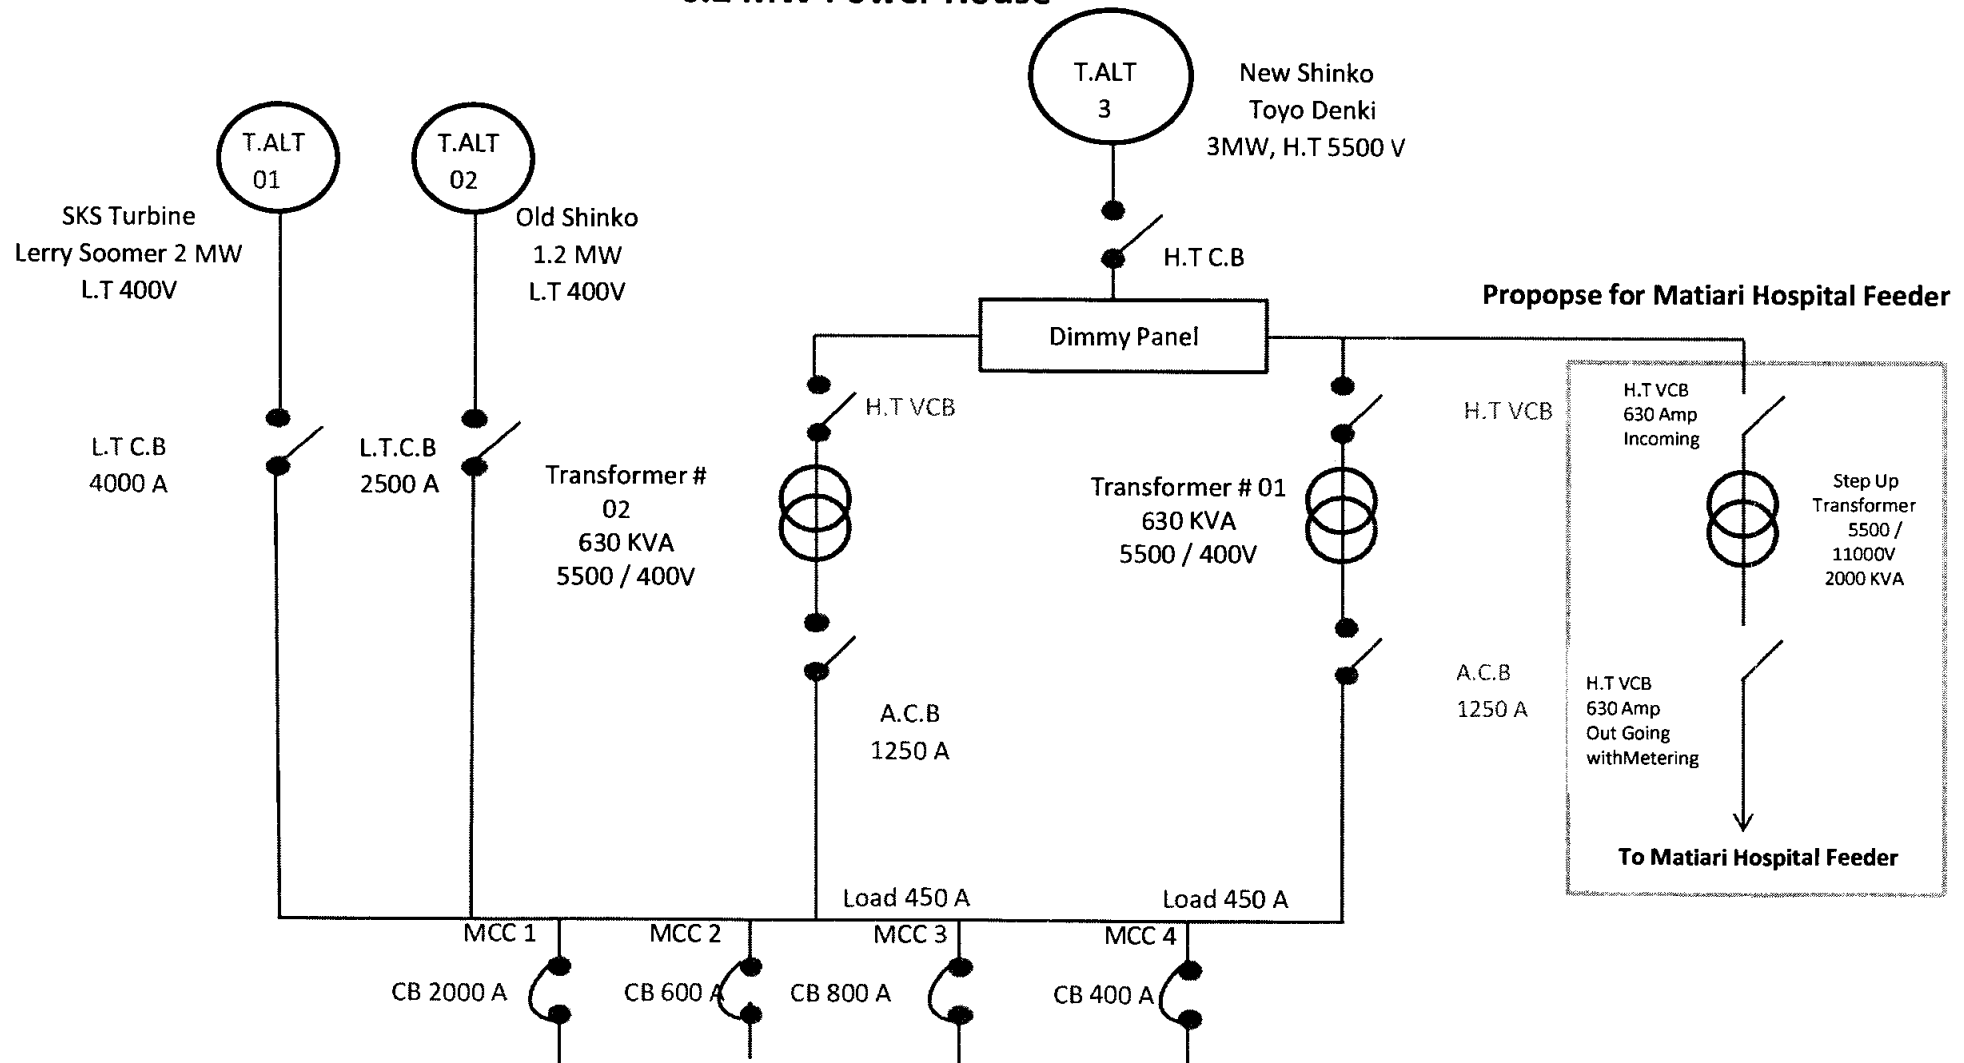 MW Power House
T.ALT
3
New Shinko
Toyo Denki
3MW, H.T 5500 V
T.ALT
01
T.ALT
02
SKS Turbine
Lerry Soomer 2 MW
L.T 400V
Old Shinko
1.2 MW
L.T 400V
H.T C.B
Propopse for Matiari Hospital Feeder
Dimmy Panel
H.T VCB
H.T VCB
H.T VCB
630 Amp
Incoming
L.T C.B
4000 A
L.T.C.B
2500 A
Transformer #
02
630 KVA
5500 / 400V
Transformer # 01
630 KVA
5500 / 400V
Step Up
Transformer
5500 /
11000V
2000 KVA
A.C.B
1250 A
A.C.B
1250 A
H.T VCB
630 Amp
Out Going
withMetering
To Matiari Hospital Feeder
Load 450 A
Load 450 A
MCC 1
MCC 2
MCC 3
MCC 4
CB 2000 A
CB 600 A
CB 800 A
CB 400 A